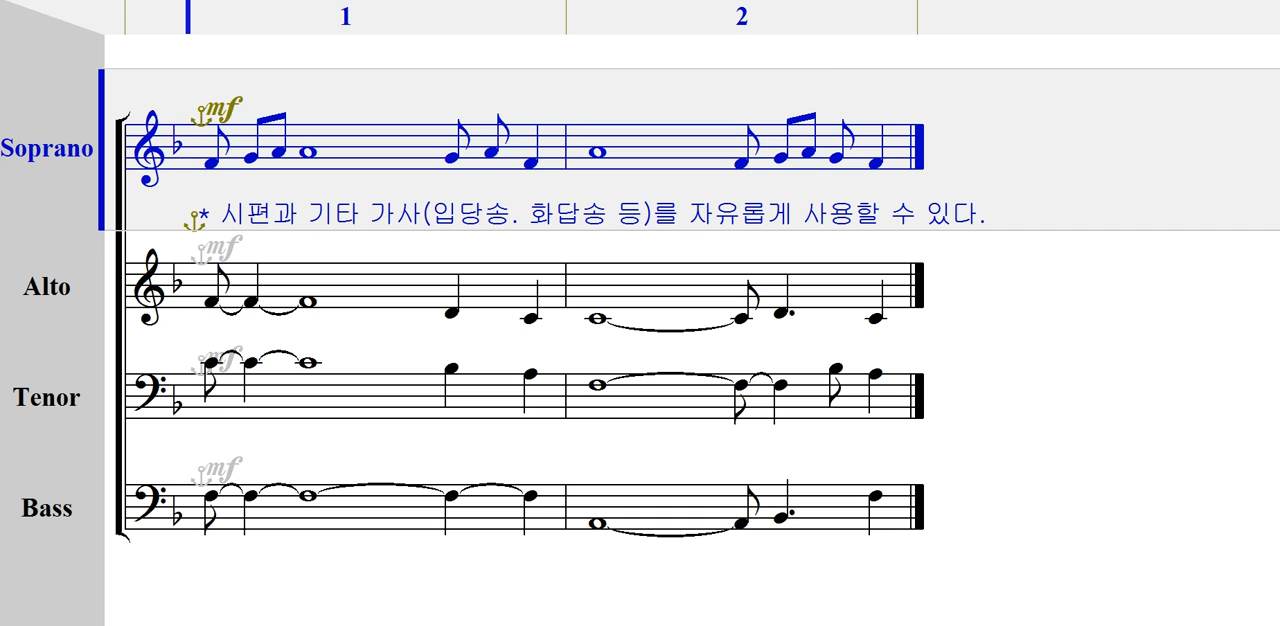 1 2
mf
Soprano
* 시편과 기타 가사(입당송. 화답송 등)를 자유롭게 사용할 수 있다.
mf
Alto
mf
Tenor
mf
Bass